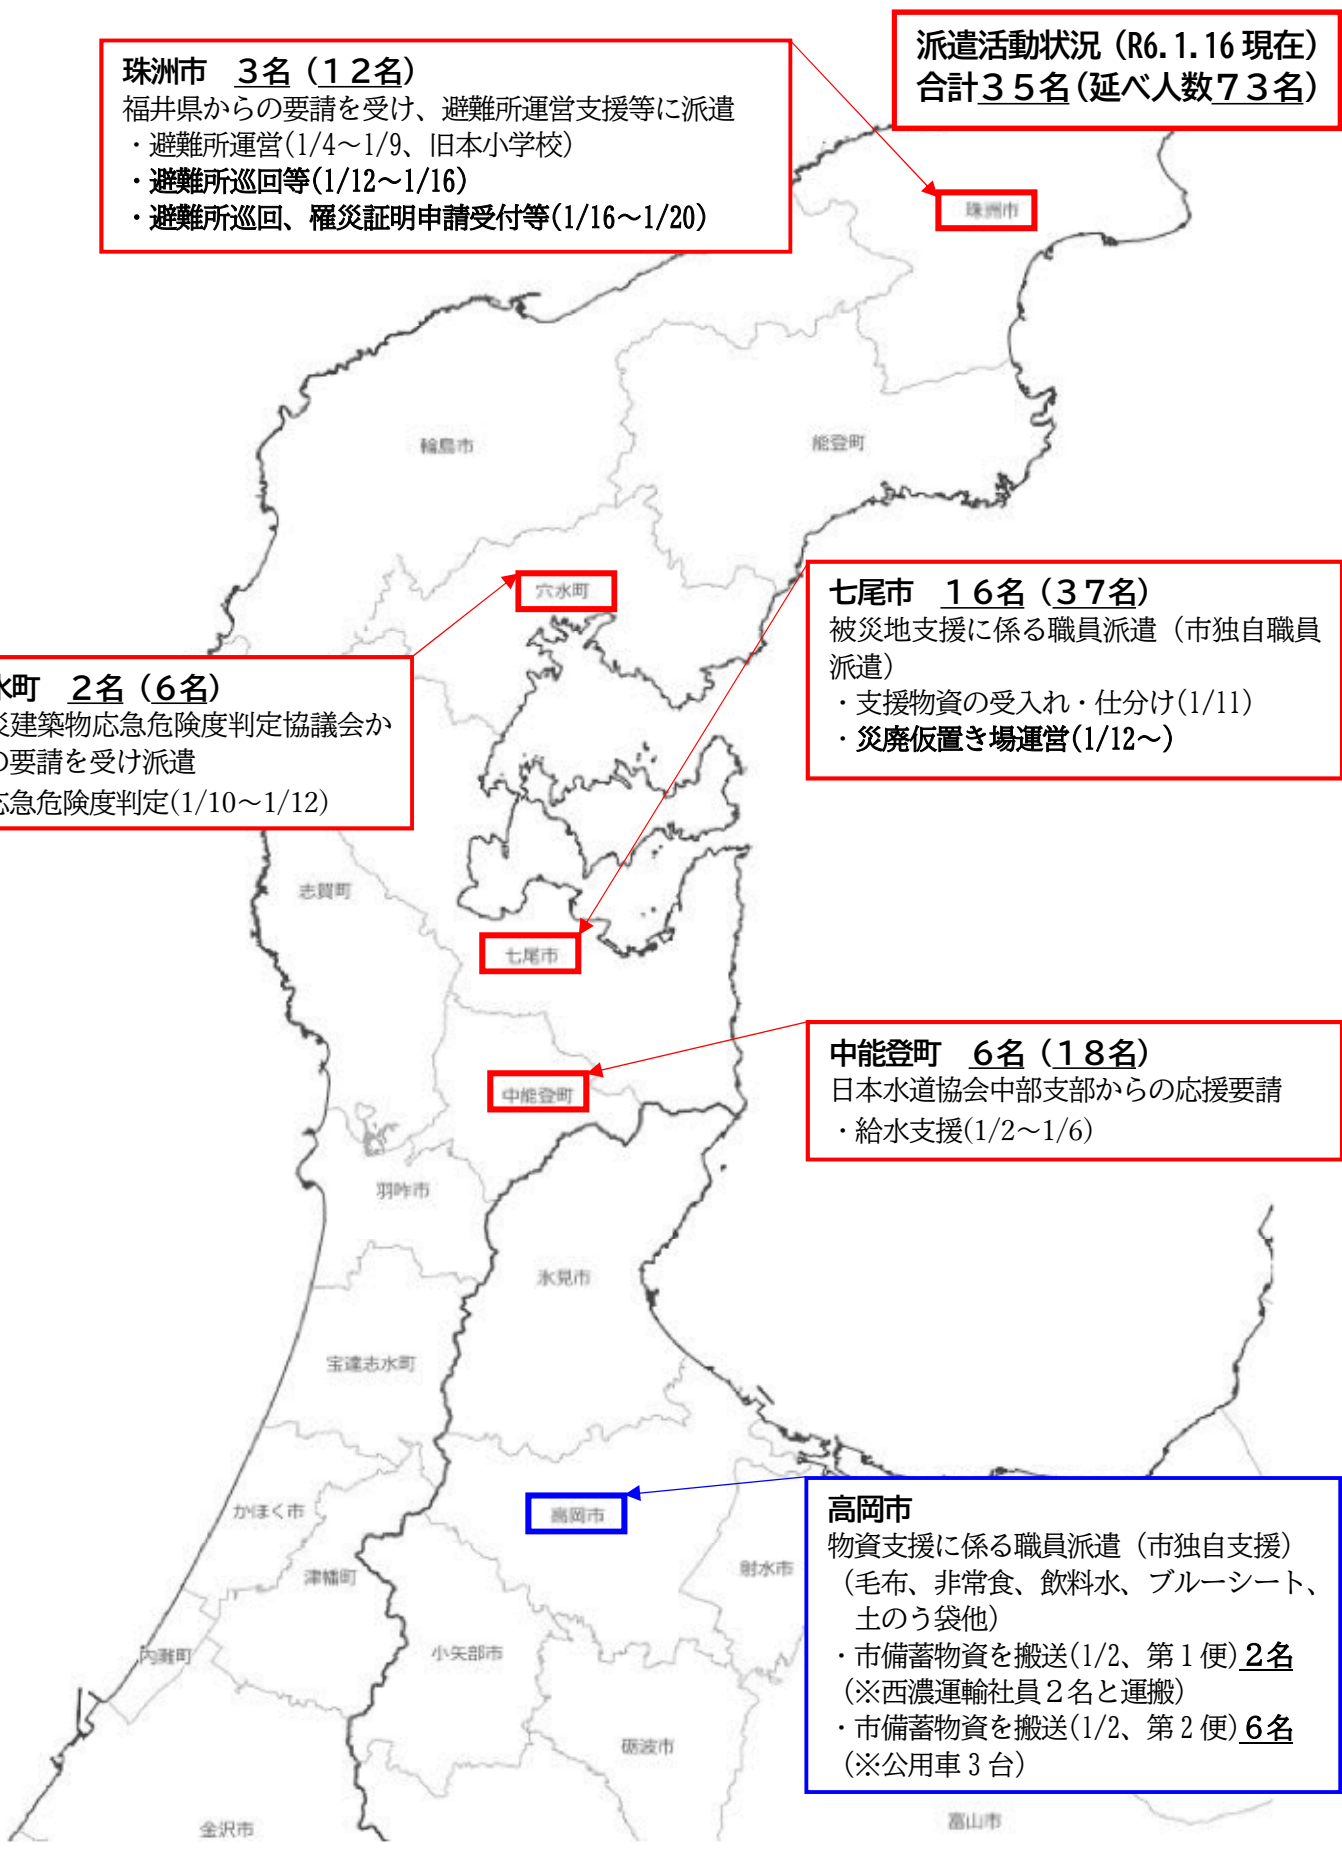 派遣活動状況（R6.1.16 現在）
合計３５名（延べ人数７３名）
珠洲市　３名（１２名）
福井県からの要請を受け、避難所運営支援等に派遣
・避難所運営(1/4～1/9、旧本小学校)
・避難所巡回等(1/12～1/16)
・避難所巡回、罹災証明申請受付等(1/16～1/20)
珠洲市
輪島市
能登町
穴水町
七尾市　１６名（３７名）
被災地支援に係る職員派遣（市独自職員
派遣）
・支援物資の受入れ・仕分け(1/11)
・災廃仮置き場運営(1/12～)
水町　２名（６名）
災建築物応急危険度判定協議会か
の要請を受け派遣
応急危険度判定(1/10～1/12)
志賀町
七尾市
中能登町　６名（１８名）
日本水道協会中部支部からの応援要請
・給水支援(1/2～1/6)
中能登町
羽咋市
氷見市
宝達志水町
かほく市
高岡市
津幡町
射水市
高岡市
物資支援に係る職員派遣（市独自支援）
（毛布、非常食、飲料水、ブルーシート、
土のう袋他）
・市備蓄物資を搬送(1/2、第１便)２名
（※西濃運輸社員２名と運搬）
・市備蓄物資を搬送(1/2、第２便)６名
（※公用車３台）
内灘町
小矢部市
砺波市
金沢市
富山市